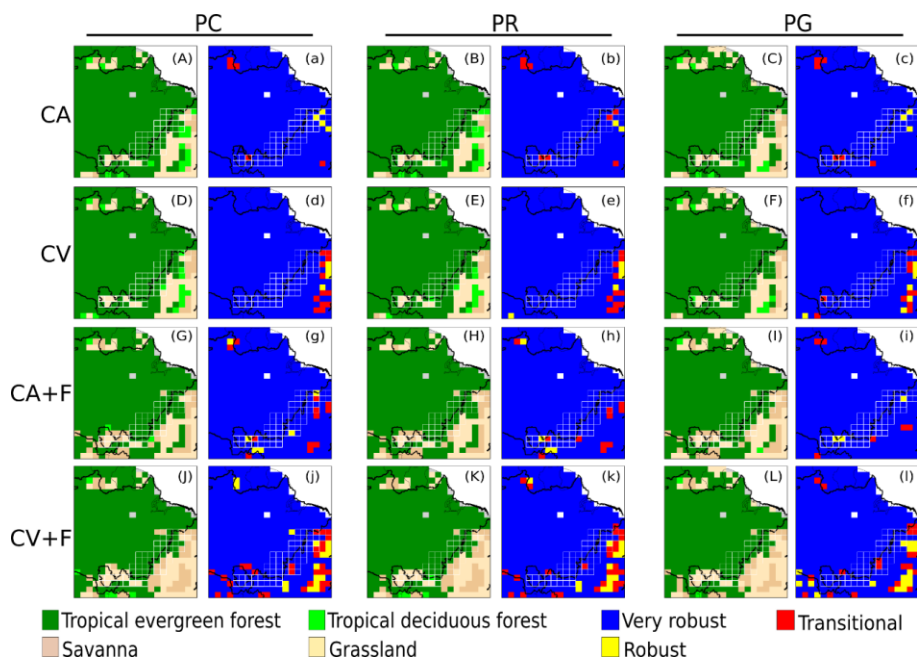 PC PR PG
CA (A) (a) (B) (b) (C) (c)
CV (D) (d) (E) (e) (F) (f)
CA+F (G) (g) (H) (h) (I) (i)
CV+F (J) (j) (K) (k) (L) (l)
Tropical evergreen forest Tropical deciduous forest Very robust Transitional
Savanna Grassland Robust